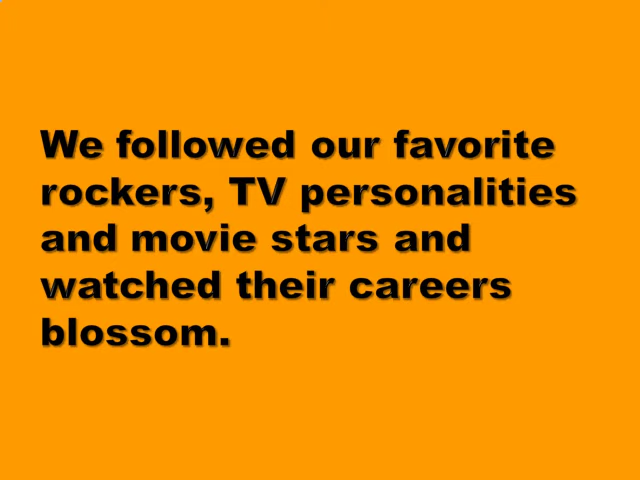 We followed our favorite
rockers, TV personalities
and movie stars and
watched their careers
blossom.